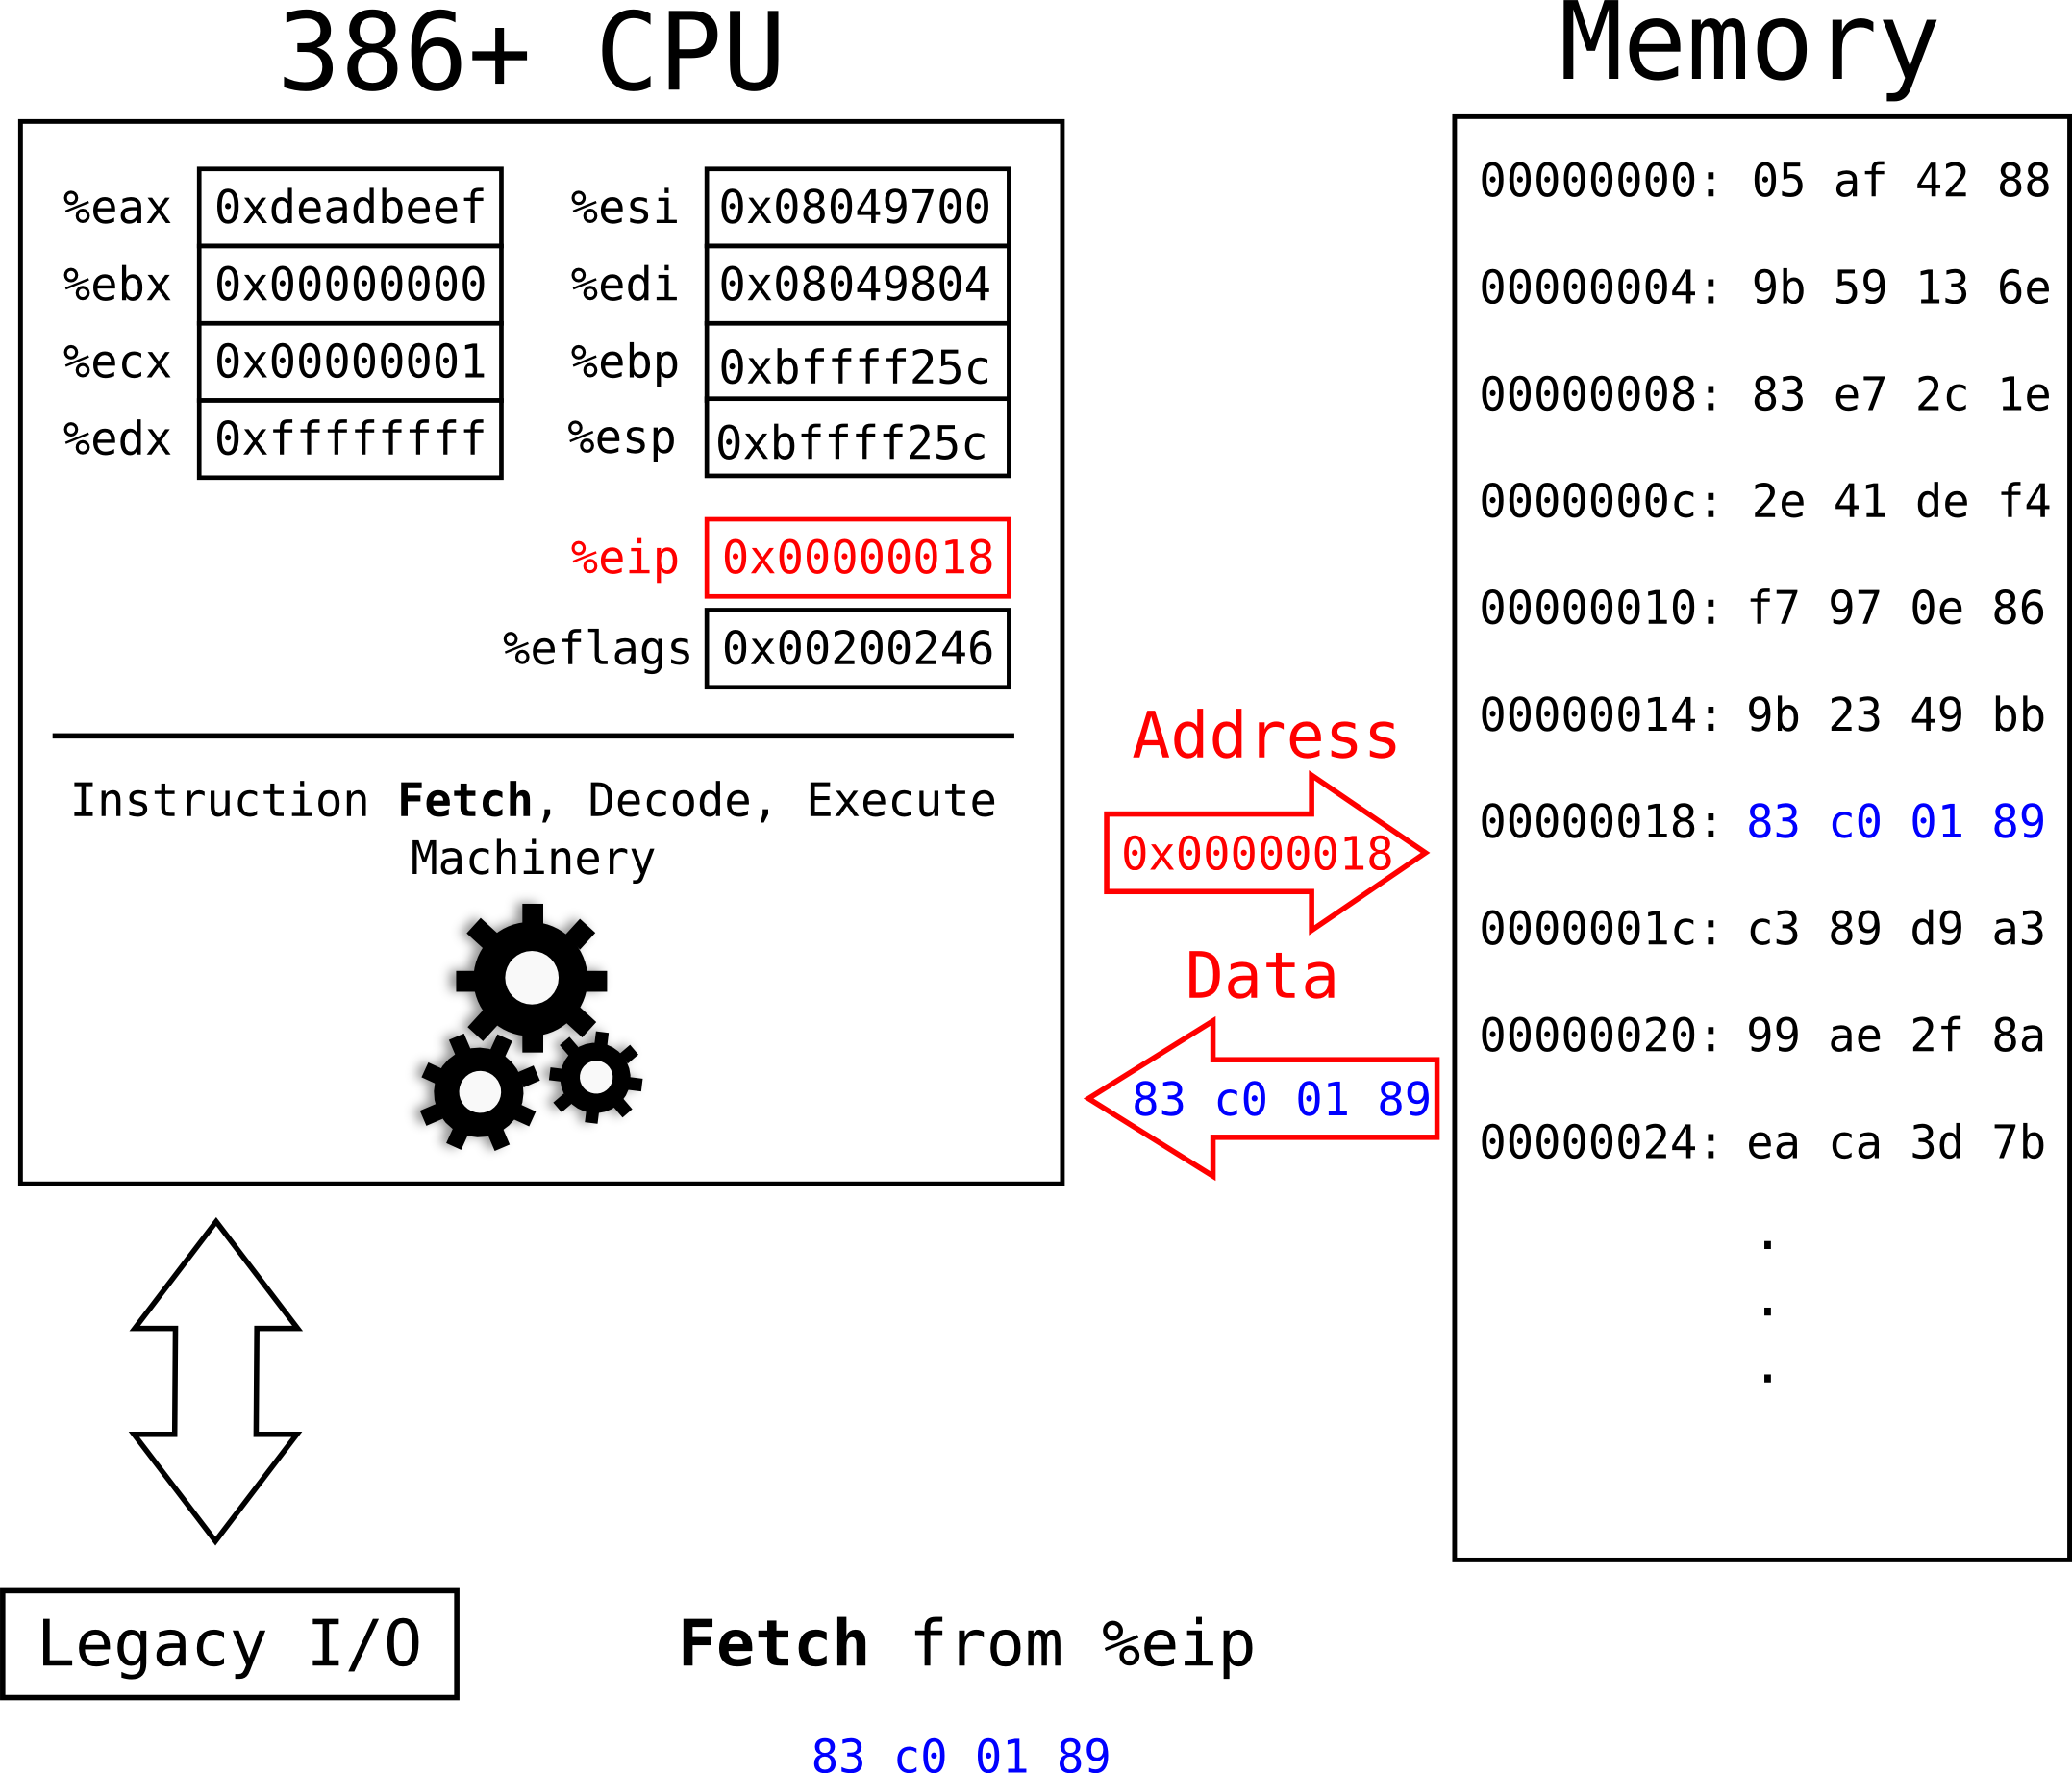 386+ CPU
%eax 0xdeadbeef %esi 0x08049700
%ebx 0x00000000 %edi 0x08049804
%ecx 0x00000001 %ebp 0xbffff25c
%edx 0xffffffff %esp 0xbffff25c
%eip 0x00000018
%eflags 0x00200246
Instruction Fetch, Decode, Execute
Machinery
Address
0x00000018
Data
83 c0 01 89
Memory
00000000: 05 af 42 88
00000004: 9b 59 13 6e
00000008: 83 e7 2c 1e
0000000c: 2e 41 de f4
00000010: f7 97 0e 86
00000014: 9b 23 49 bb
00000018: 83 c0 01 89
0000001c: c3 89 d9 a3
00000020: 99 ae 2f 8a
00000024: ea ca 3d 7b
.
.
.
Legacy I/O
Fetch from %eip
83 c0 01 89